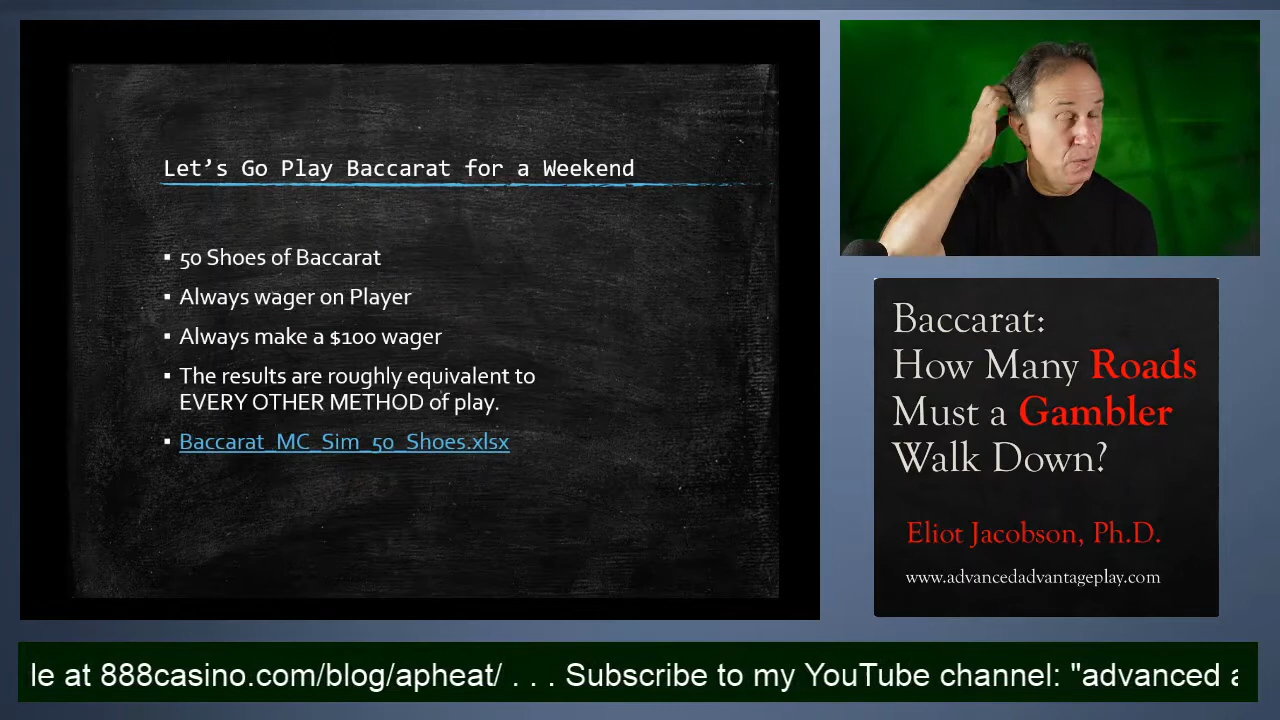 Let's Go Play Baccarat for a Weekend
▪ 50 Shoes of Baccarat
▪ Always wager on Player
▪ Always make a $100 wager
▪ The results are roughly equivalent to
EVERY OTHER METHOD of play.
▪ Baccarat_MC_Sim_50_Shoes.xlsx
Baccarat:
How Many Roads
Must a Gambler
Walk Down?
Eliot Jacobson, Ph.D.
www.advancedadvantageplay.com
le at 888casino.com/blog/apheat/ . . . Subscribe to my YouTube channel: "advanced a